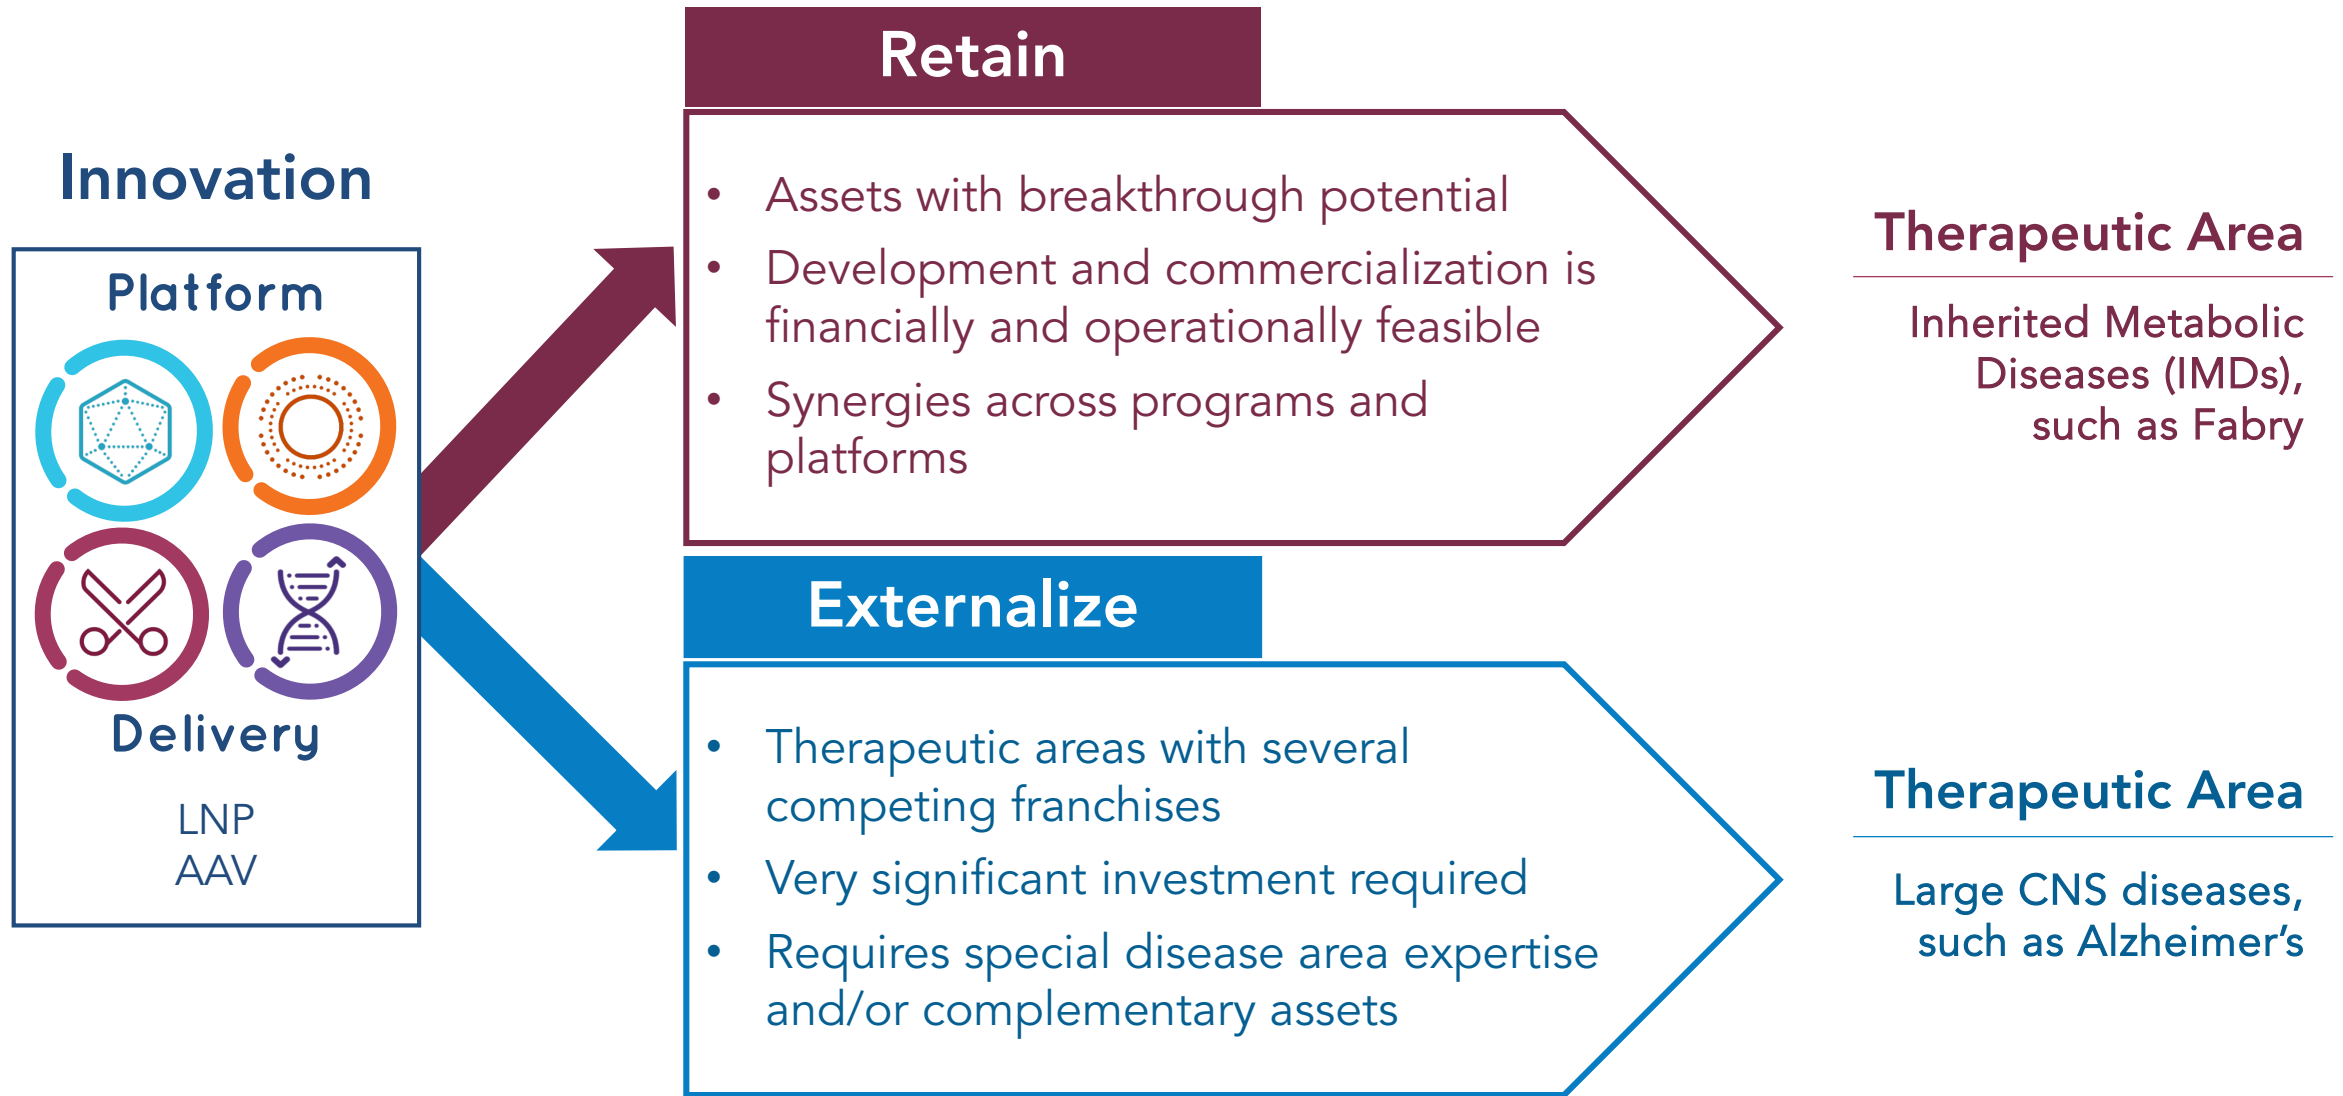 Innovation
Platform
Delivery
LNP
AAV
Retain
• Assets with breakthrough potential
• Development and commercialization is
financially and operationally feasible
• Synergies across programs and
platforms
Therapeutic Area
Inherited Metabolic
Diseases (IMDs),
such as Fabry
Externalize
• Therapeutic areas with several
competing franchises
• Very significant investment required
• Requires special disease area expertise
and/or complementary assets
Therapeutic Area
Large CNS diseases,
such as Alzheimer’s